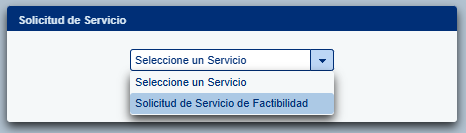 Solicitud de Servicio
Seleccione un Servicio
Seleccione un Servicio
Solicitud de Servicio de Factibilidad